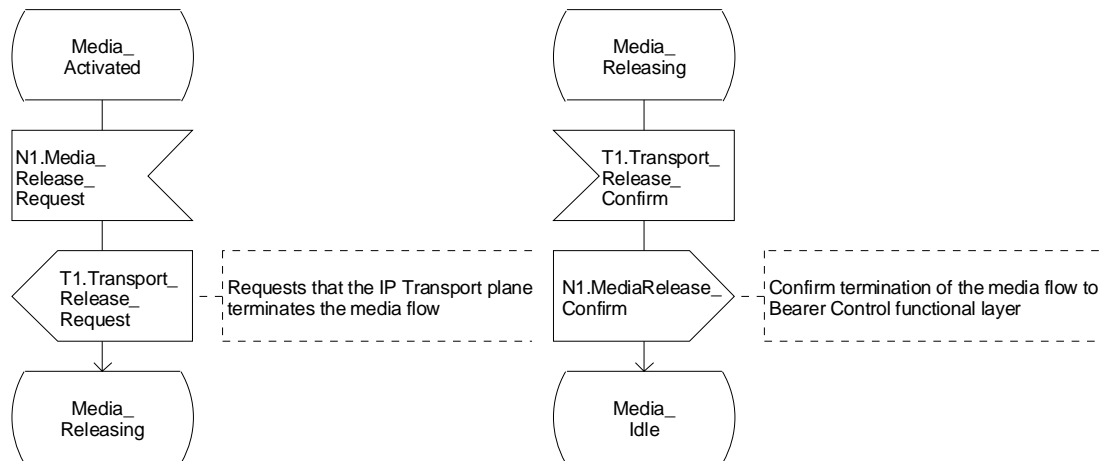 Media_
Activated
N1.Media_
Release_
Request
T1.Transport_
Release_
Request
Requests that the IP Transport plane
terminates the media flow
Media_
Releasing
Media_
Releasing
T1.Transport_
Release_
Confirm
N1.MediaRelease_
Confirm
Confirm termination of the media flow to
Bearer Control functional layer
Media_
Idle